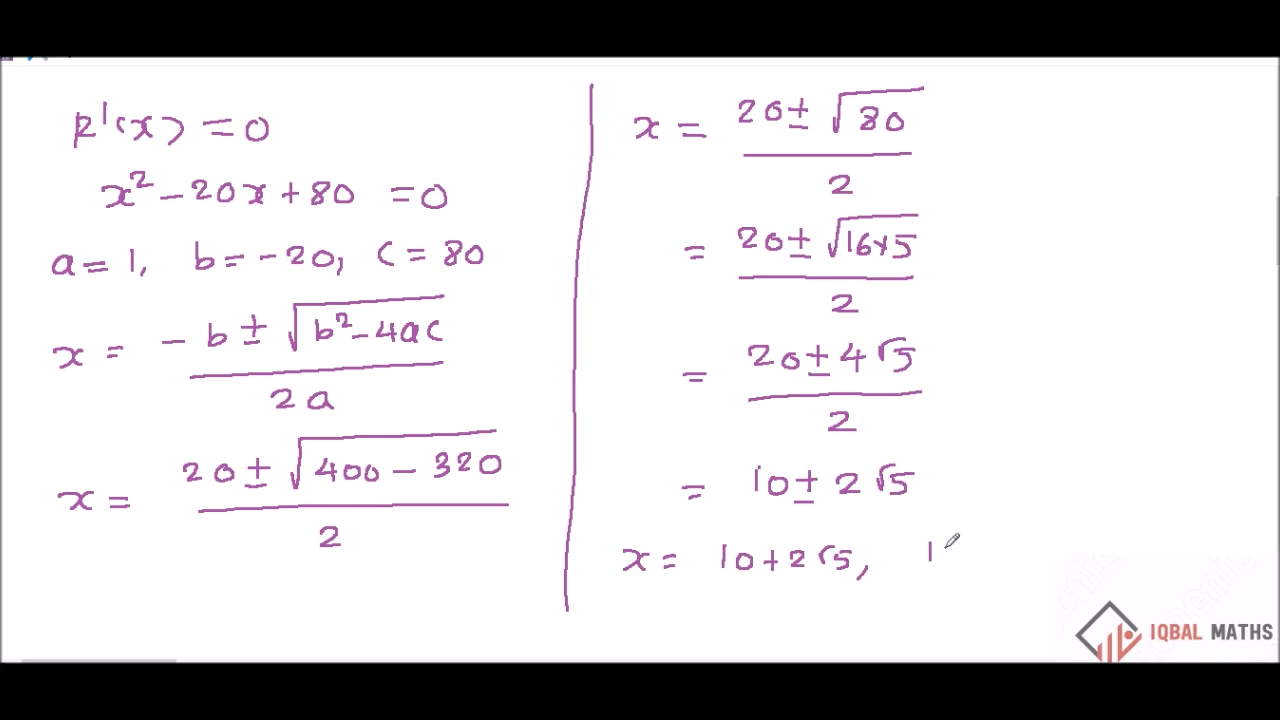 R'(x) = 0
x² - 20x + 80 = 0
a = 1, b = -20, c = 80
x = (-b ± √(b² - 4ac)) / 2a
x = (20 ± √(400 - 320)) / 2
x = (20 ± √80) / 2
= (20 ± √(16×5)) / 2
= (20 ± 4√5) / 2
= 10 ± 2√5
x = 10 + 2√5, 1
IQBAL MATHS